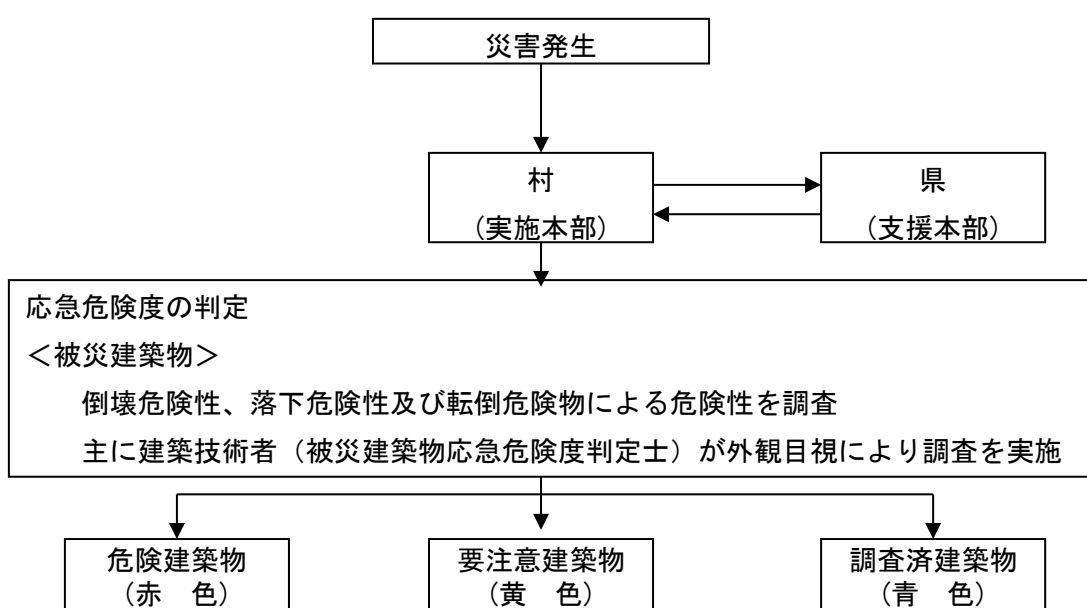 災害発生
村
(実施本部)
県
(支援本部)
応急危険度の判定
<被災建築物>
倒壊危険性、落下危険性及び転倒危険物による危険性を調査
主に建築技術者(被災建築物応急危険度判定士)が外観目視により調査を実施
危険建築物
(赤 色)
要注意建築物
(黄 色)
調査済建築物
(青 色)